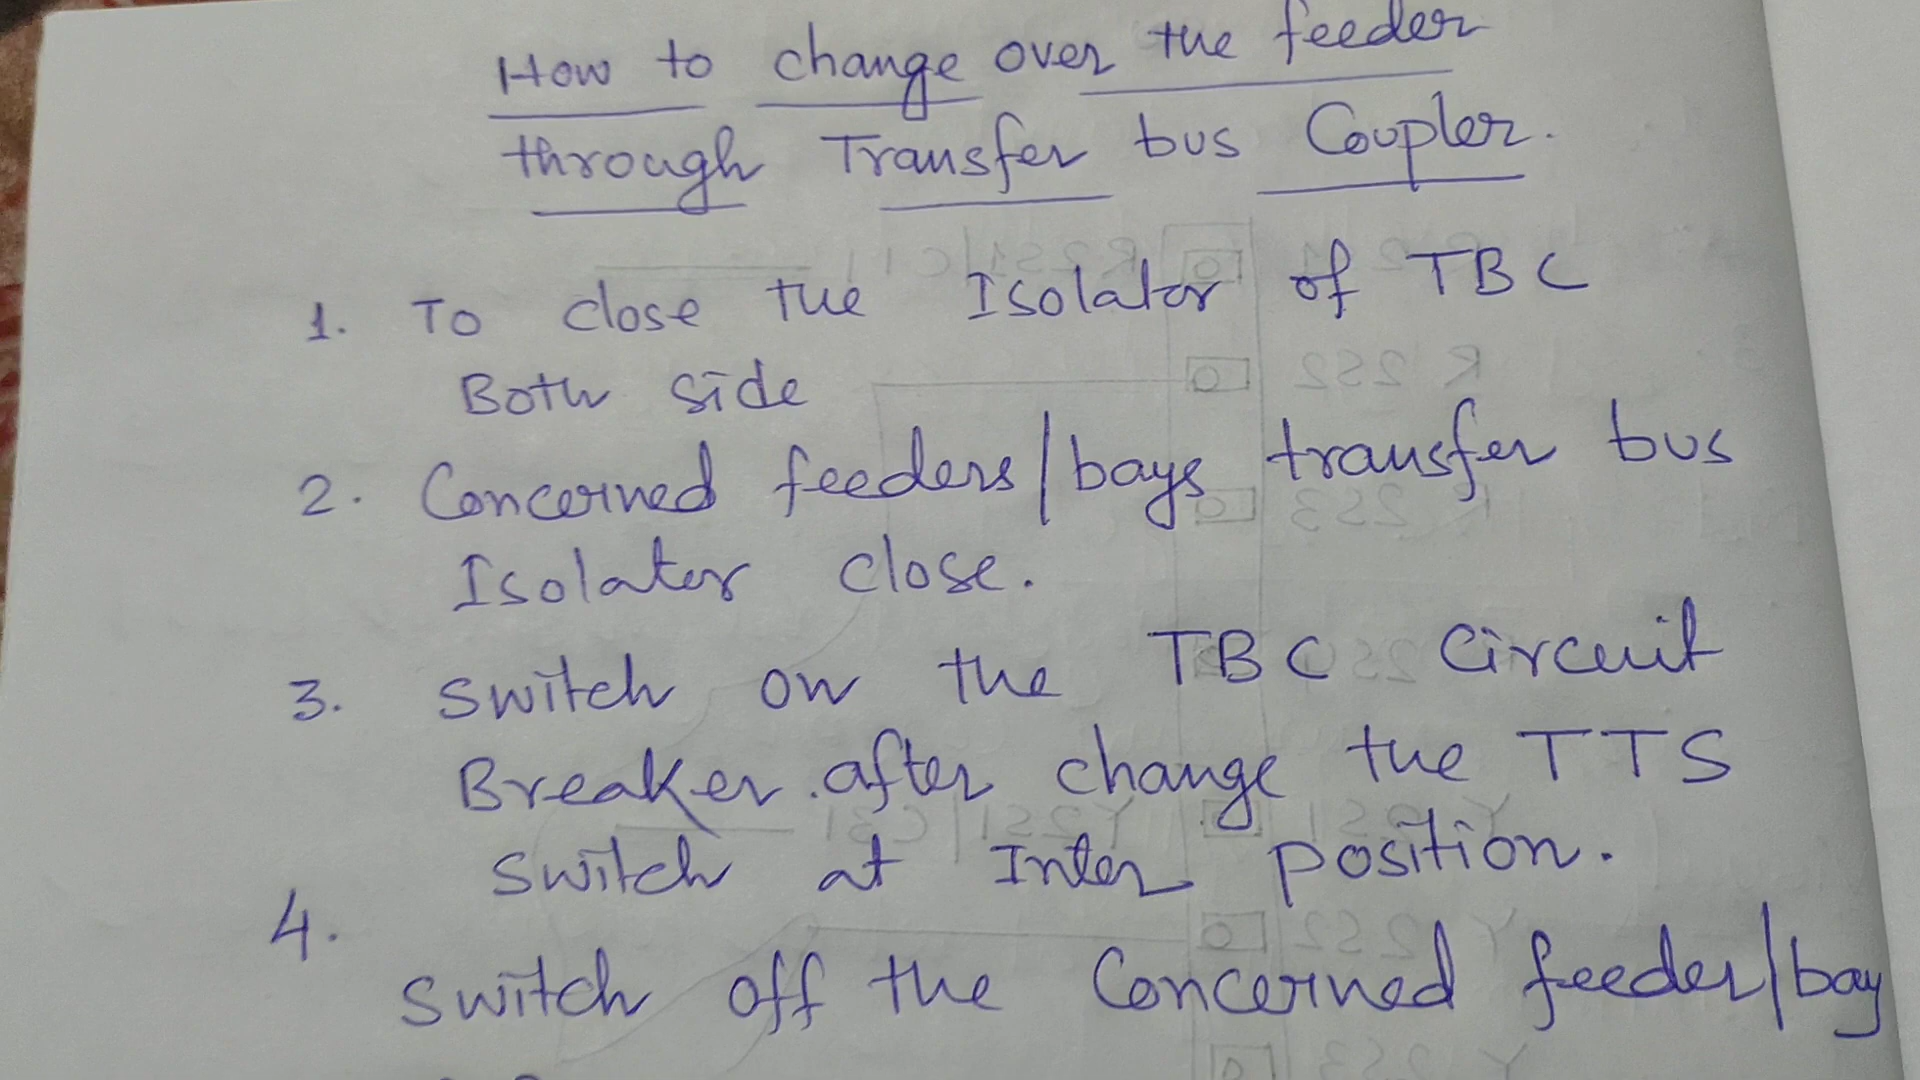 How to change over the feeder
through Transfer bus Coupler.
1. To close the Isolator of TBC
Both side
2. Concerned feeders/bays transfer bus
Isolator close.
3. Switch on the TBC Circuit
Breaker. after change the TTS
Switch at Inter position.
4.
Switch off the Concerned feeder/bay